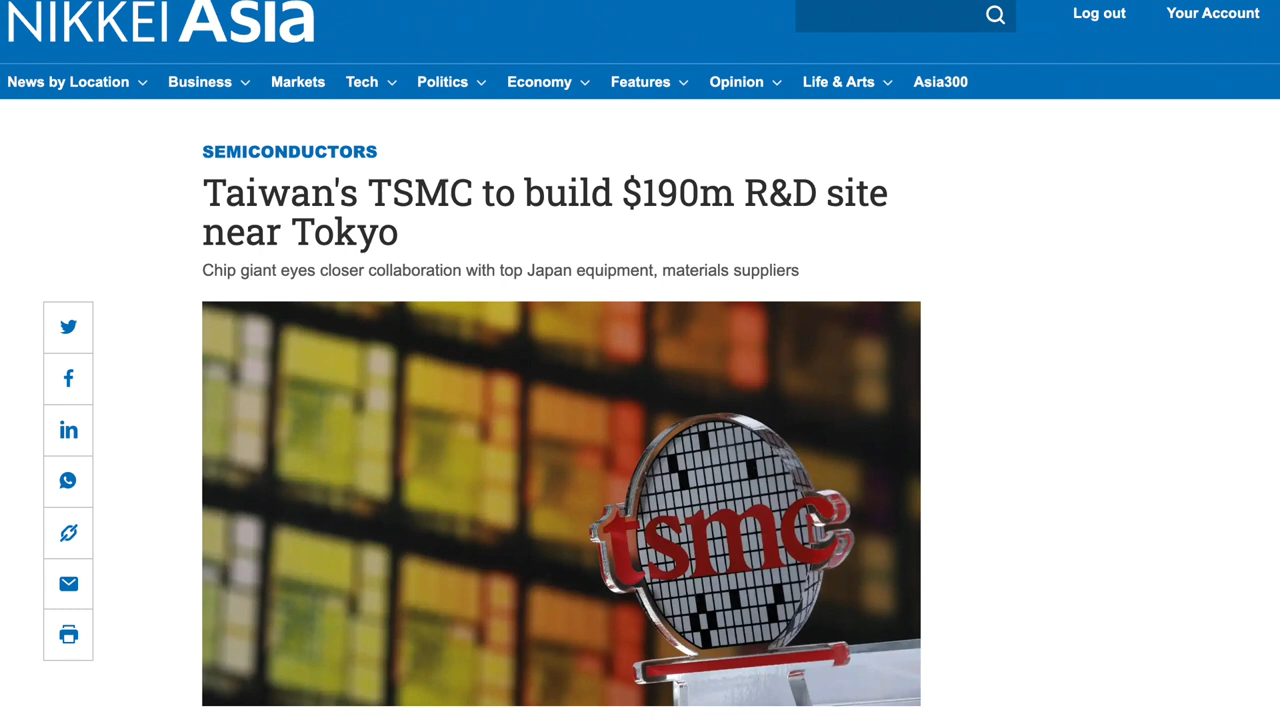 NIKKEI Asia
Log out
Your Account
News by Location
Business
Markets
Tech
Politics
Economy
Features
Opinion
Life & Arts
Asia300
SEMICONDUCTORS
Taiwan's TSMC to build $190m R&D site
near Tokyo
Chip giant eyes closer collaboration with top Japan equipment, materials suppliers
tsmc